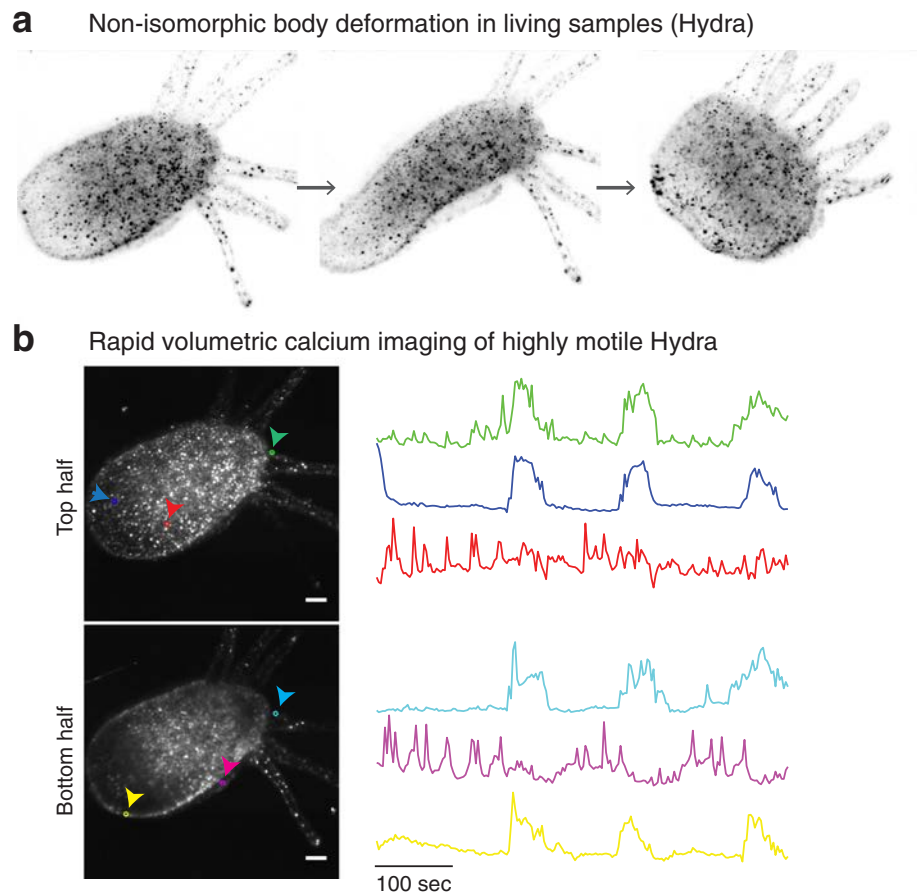 a Non-isomorphic body deformation in living samples (Hydra)
b Rapid volumetric calcium imaging of highly motile Hydra
Top half
Bottom half
100 sec